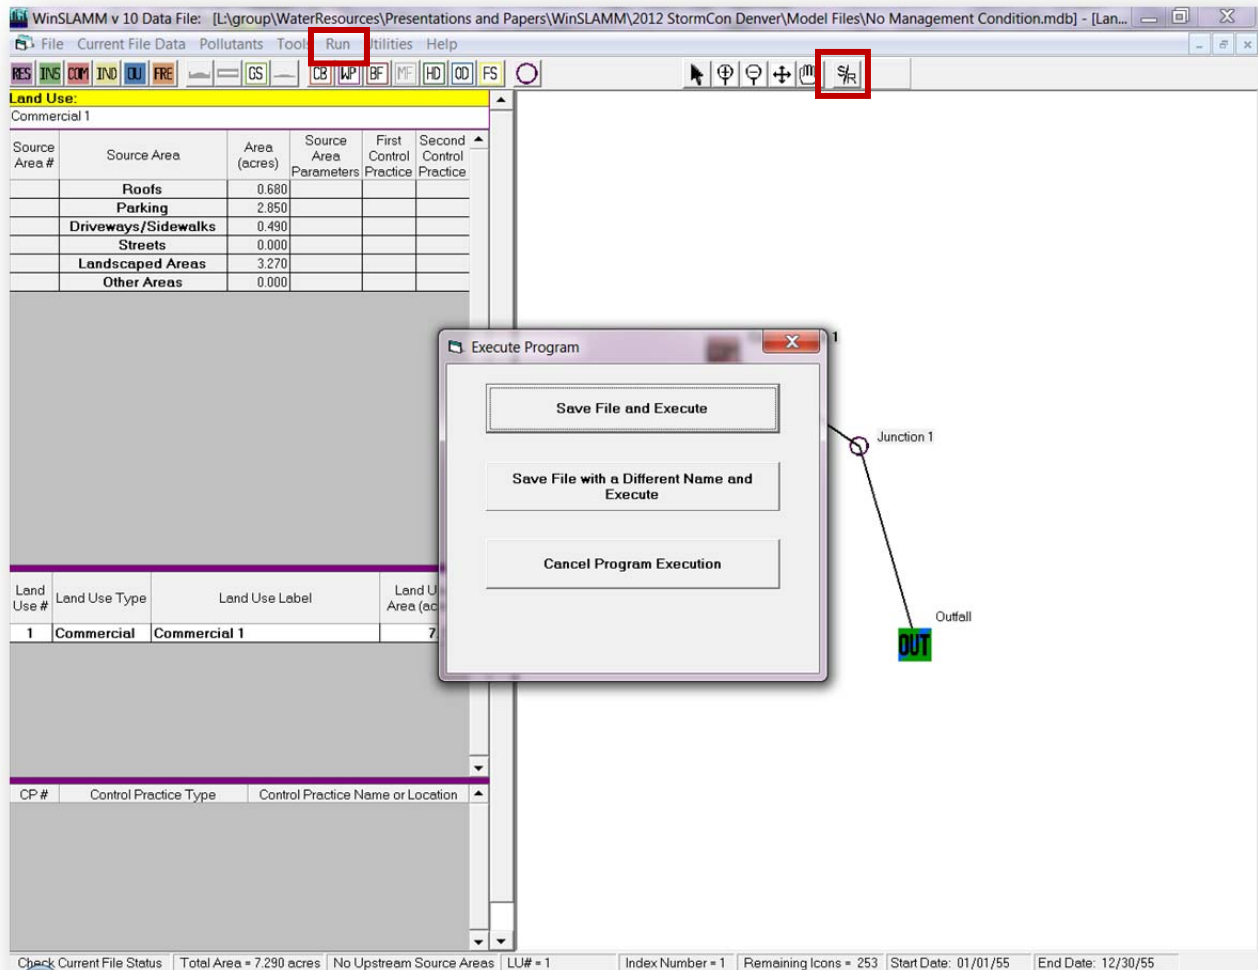 WinSLAMM v 10 Data File: [L:\group\WaterResources\Presentations and Papers\WinSLAMM\2012 StormCon Denver\Model Files\No Management Condition.mdb] - [Lan...
File Current File Data Pollutants Tools Run Utilities Help
RES INS COM IND OU FRE GS CB WP BF MF HD OD FS S/R
Land Use:
Commercial 1
Source Area # Source Area Area (acres) Source Area Parameters First Control Practice Second Control Practice
Roofs 0.680
Parking 2.850
Driveways/Sidewalks 0.490
Streets 0.000
Landscaped Areas 3.270
Other Areas 0.000
Execute Program
1
Save File and Execute
Junction 1
Save File with a Different Name and
Execute
Cancel Program Execution
Land Use # Land Use Type Land Use Label Land U
Area (ac
1 Commercial Commercial 1 7.
Outfall
OUT
CP # Control Practice Type Control Practice Name or Location
Check Current File Status Total Area = 7.290 acres No Upstream Source Areas LU# = 1 Index Number = 1 Remaining Icons = 253 Start Date: 01/01/55 End Date: 12/30/55